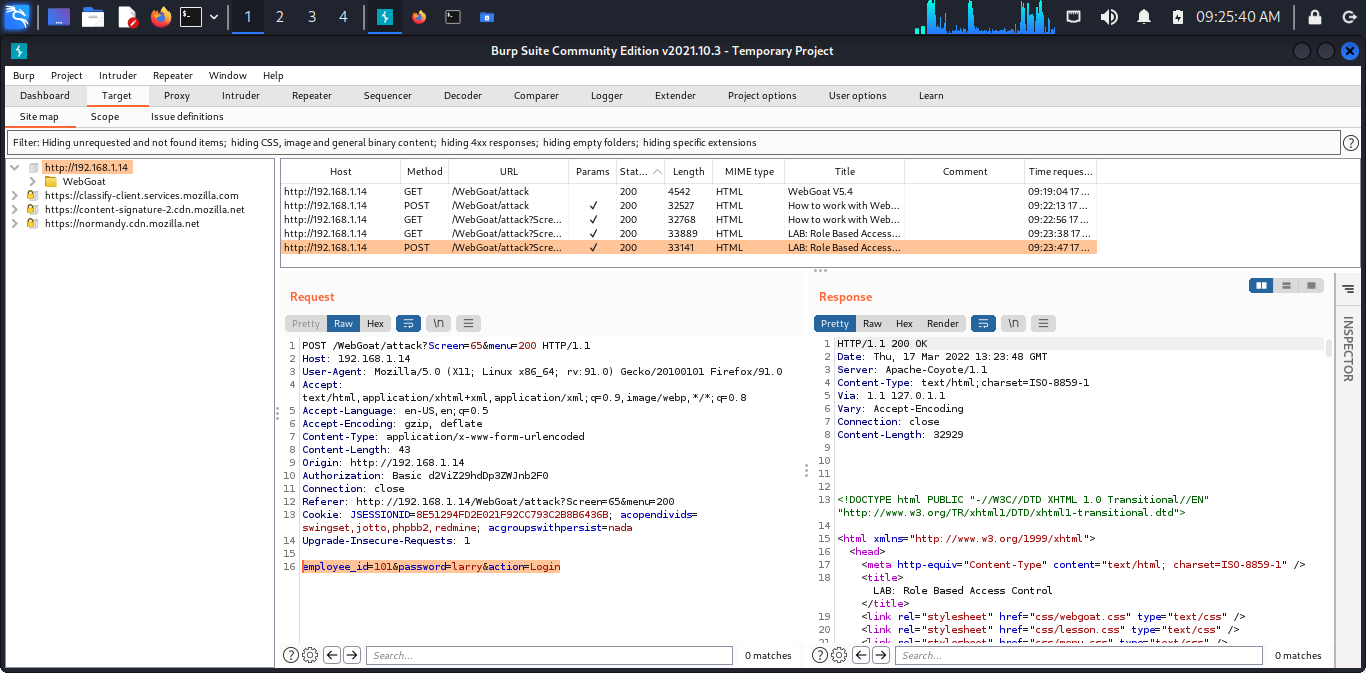 1 2 3 4 09:25:40 AM
Burp Suite Community Edition v2021.10.3 - Temporary Project
Burp Project Intruder Repeater Window Help
Dashboard Target Proxy Intruder Repeater Sequencer Decoder Comparer Logger Extender Project options User options Learn
Site map Scope Issue definitions
Filter: Hiding unrequested and not found items; hiding CSS, image and general binary content; hiding 4xx responses; hiding empty folders; hiding specific extensions
http://192.168.1.14
WebGoat
https://classify-client.services.mozilla.com
https://content-signature-2.cdn.mozilla.net
https://normandy.cdn.mozilla.net
Host Method URL Params Stat... Length MIME type Title Comment Time reques...
http://192.168.1.14 GET /WebGoat/attack 200 4542 HTML WebGoat V5.4 09:19:04 17 ...
http://192.168.1.14 POST /WebGoat/attack ✓ 200 32527 HTML How to work with Web... 09:22:13 17 ...
http://192.168.1.14 GET /WebGoat/attack?Scre... ✓ 200 32768 HTML How to work with Web... 09:22:56 17 ...
http://192.168.1.14 GET /WebGoat/attack?Scre... ✓ 200 33889 HTML LAB: Role Based Access... 09:23:38 17 ...
http://192.168.1.14 POST /WebGoat/attack?Scre... ✓ 200 33141 HTML LAB: Role Based Access... 09:23:47 17 ...
Request
Pretty Raw Hex \n
1 POST /WebGoat/attack?Screen=65&menu=200 HTTP/1.1
2 Host: 192.168.1.14
3 User-Agent: Mozilla/5.0 (X11; Linux x86_64; rv:91.0) Gecko/20100101 Firefox/91.0
4 Accept:
text/html,application/xhtml+xml,application/xml;q=0.9,image/webp,*/*;q=0.8
5 Accept-Language: en-US,en;q=0.5
6 Accept-Encoding: gzip, deflate
7 Content-Type: application/x-www-form-urlencoded
8 Content-Length: 43
9 Origin: http://192.168.1.14
10 Authorization: Basic d2ViZ29hdDp3ZWJnb2F0
11 Connection: close
12 Referer: http://192.168.1.14/WebGoat/attack?Screen=65&menu=200
13 Cookie: JSESSIONID=8E51294FD2E021F92CC793C2B8B6436B; acopendivids=
swingset,jotto,phpbb2,redmine; acgroupswithpersist=nada
14 Upgrade-Insecure-Requests: 1
15
16 employee_id=101&password=larry&action=Login
Search... 0 matches
Response
Pretty Raw Hex Render \n
1 HTTP/1.1 200 OK
2 Date: Thu, 17 Mar 2022 13:23:48 GMT
3 Server: Apache-Coyote/1.1
4 Content-Type: text/html;charset=ISO-8859-1
5 Via: 1.1 127.0.1.1
6 Vary: Accept-Encoding
7 Connection: close
8 Content-Length: 32929
9
10
11
12
13 <!DOCTYPE html PUBLIC "-//W3C//DTD XHTML 1.0 Transitional//EN"
"http://www.w3.org/TR/xhtml1/DTD/xhtml1-transitional.dtd">
14
15 <html xmlns="http://www.w3.org/1999/xhtml">
16 <head>
17 <meta http-equiv="Content-Type" content="text/html; charset=ISO-8859-1" />
18 <title>
LAB: Role Based Access Control
</title>
19 <link rel="stylesheet" href="css/webgoat.css" type="text/css" />
20 <link rel="stylesheet" href="css/lesson.css" type="text/css" />
21 <link rel="stylesheet" href="css/menu.css" type="text/css" />
Search... 0 matches
INSPECTOR